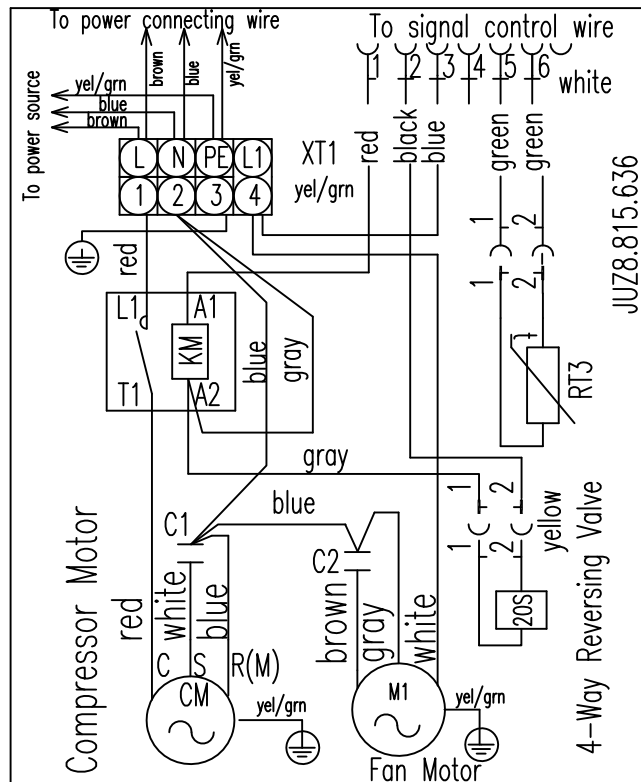 To power connecting wire
To signal control wire
brown
blue
yel/grn
1 2 3 4 5 6
white
yel/grn
blue
brown
To power source
L N PE L1
XT1
1 2 3 4
yel/grn
red
black
blue
green
green
1 2
1 2
JUZ8.815.636
red
L1 A1
KM
T1 A2
blue
gray
RT3
gray
1 2
1 2
yellow
20S
4-Way Reversing Valve
blue
C1
C2
Compressor Motor
red
white
blue
brown
gray
white
C S R(M)
CM
yel/grn
M1
yel/grn
Fan Motor